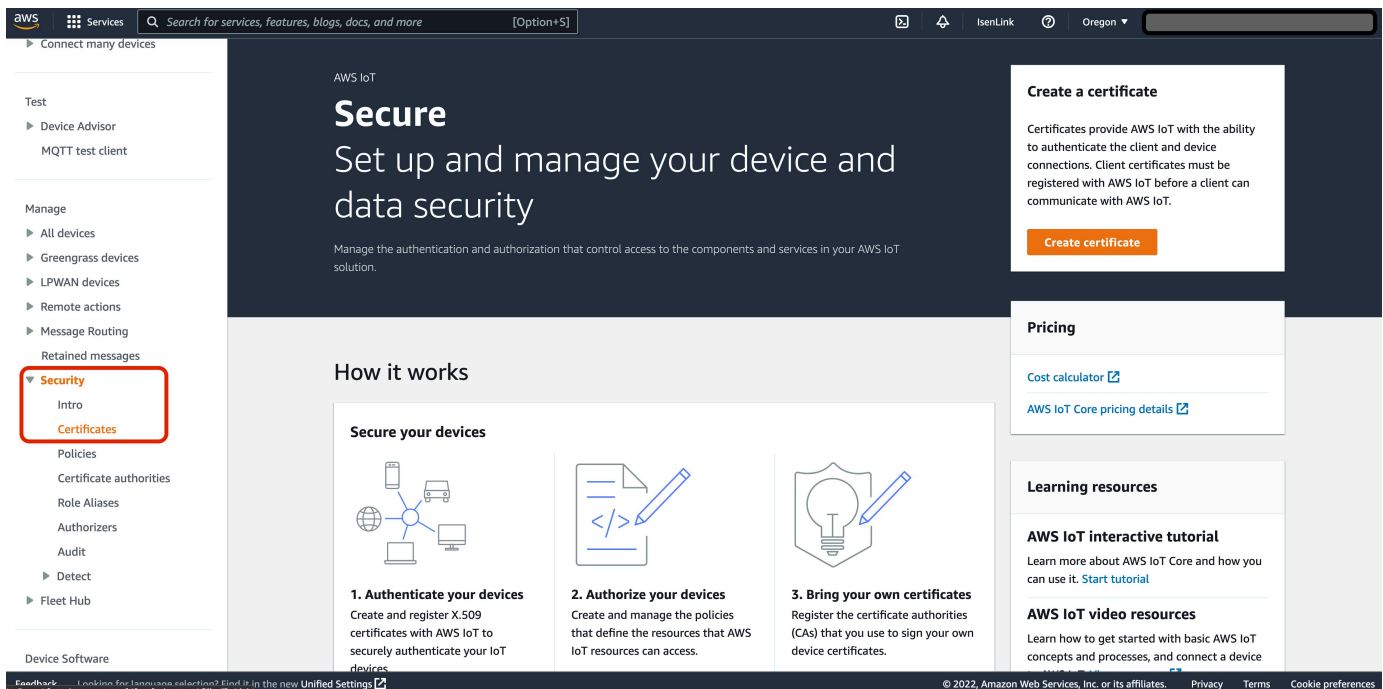 aws
Services
Search for services, features, blogs, docs, and more
[Option+S]
IsenLink
Oregon
Connect many devices
Test
Device Advisor
MQTT test client
Manage
All devices
Greengrass devices
LPWAN devices
Remote actions
Message Routing
Retained messages
Security
Intro
Certificates
Policies
Certificate authorities
Role Aliases
Authorizers
Audit
Detect
Fleet Hub
Device Software
AWS IoT
Secure
Set up and manage your device and
data security
Manage the authentication and authorization that control access to the components and services in your AWS IoT
solution.
Create a certificate
Certificates provide AWS IoT with the ability
to authenticate the client and device
connections. Client certificates must be
registered with AWS IoT before a client can
communicate with AWS IoT.
Create certificate
Pricing
Cost calculator
AWS IoT Core pricing details
How it works
Secure your devices
1. Authenticate your devices
Create and register X.509
certificates with AWS IoT to
securely authenticate your IoT
devices
2. Authorize your devices
Create and manage the policies
that define the resources that AWS
IoT resources can access.
3. Bring your own certificates
Register the certificate authorities
(CAs) that you use to sign your own
device certificates.
Learning resources
AWS IoT interactive tutorial
Learn more about AWS IoT Core and how you
can use it. Start tutorial
AWS IoT video resources
Learn how to get started with basic AWS IoT
concepts and processes, and connect a device
Feedback
Looking for language selection? Find it in the new Unified Settings
© 2022, Amazon Web Services, Inc. or its affiliates.
Privacy
Terms
Cookie preferences